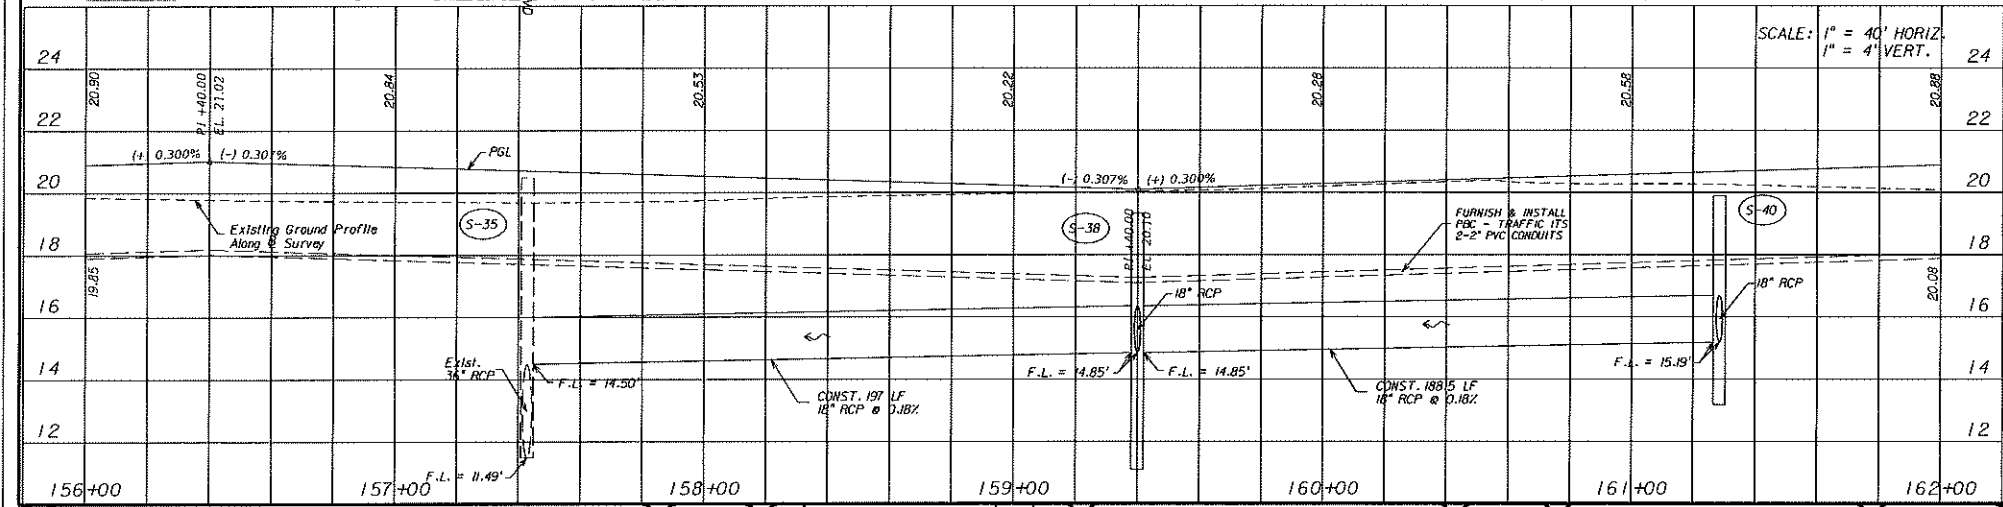 SCALE: 1" = 40' HORIZ.
1" = 4' VERT.
24
24
20.90
PI +40.00
EL. 21.02
20.84
20.53
20.22
20.28
20.58
20.88
22
22
(+) 0.300%
(-) 0.307%
PGL
(-) 0.307%
(+) 0.300%
20
20
Existing Ground Profile
Along ℄ Survey
S-35
S-38
PI +40.00
EL. 20.10
FURNISH & INSTALL
PBC - TRAFFIC ITS
2-2" PVC CONDUITS
S-40
18
18
19.85
20.08
18" RCP
18" RCP
16
16
Exist.
36" RCP
F.L. = 14.50'
F.L. = 14.85'
F.L. = 14.85'
F.L. = 15.19'
14
14
CONST. 197 LF
18" RCP @ 0.18%
CONST. 188.5 LF
18" RCP @ 0.18%
12
12
F.L. = 11.49'
156+00
157+00
158+00
159+00
160+00
161+00
162+00